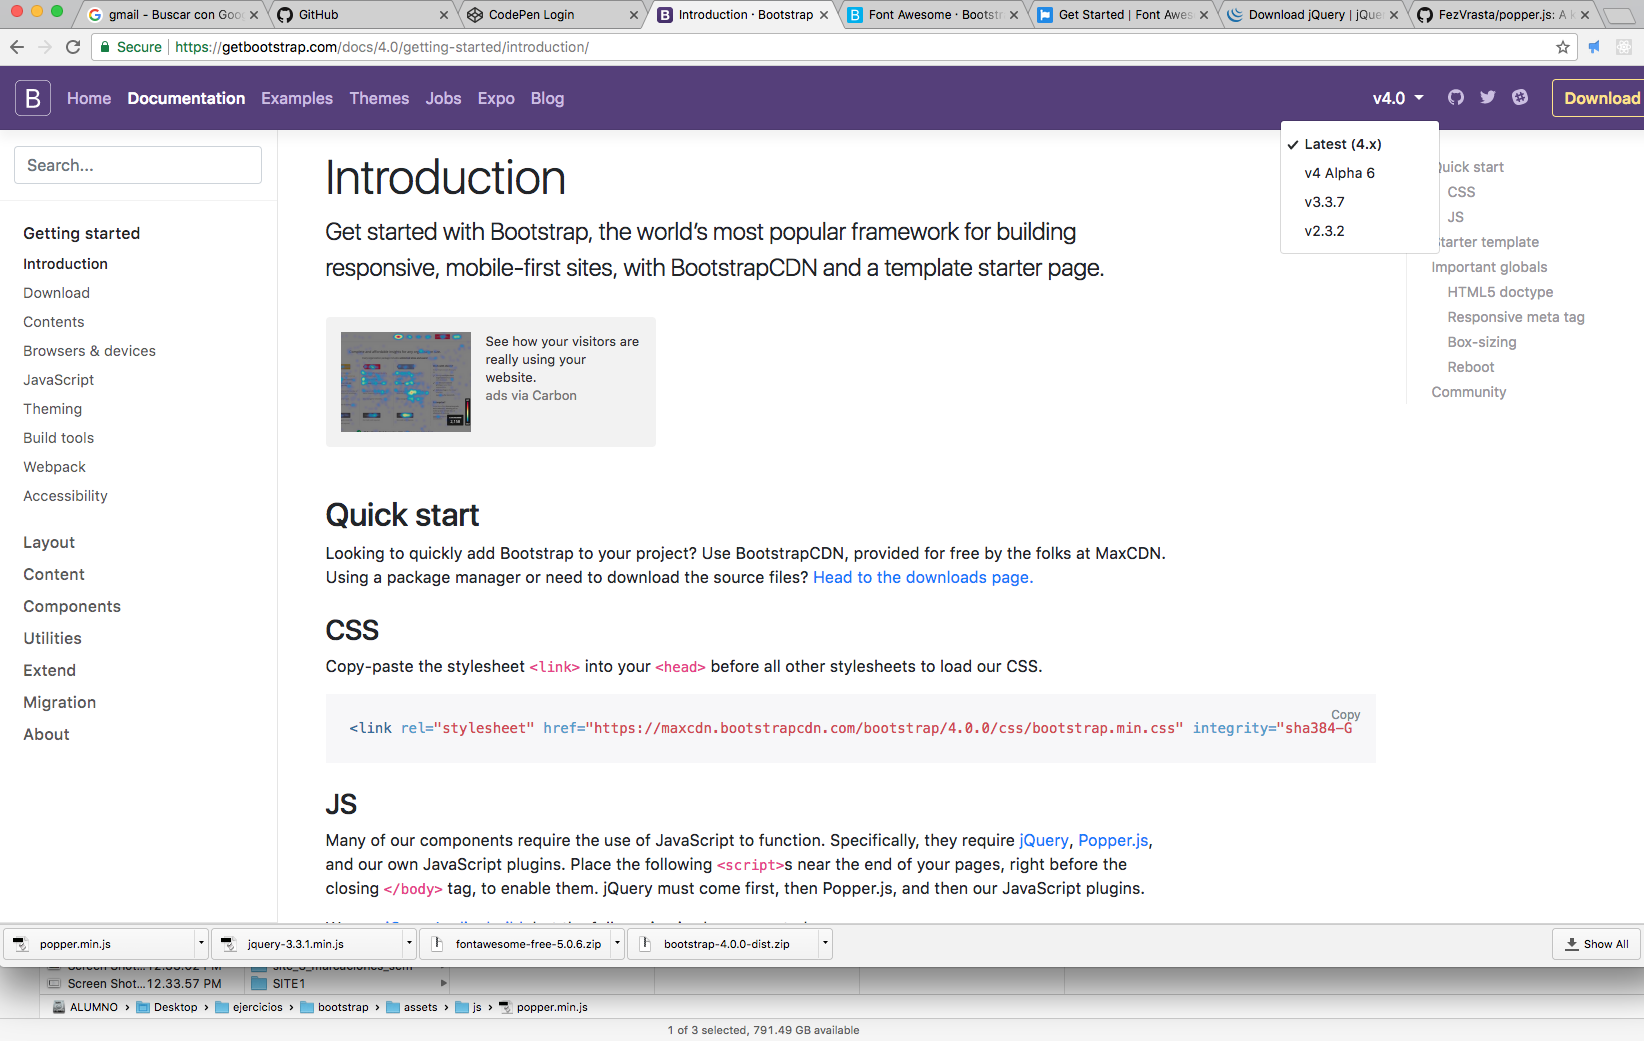 gmail - Buscar con Goo
GitHub
CodePen Login
Introduction · Bootstrap
Font Awesome · Bootstr
Get Started | Font Awes
Download jQuery | jQue
FezVrasta/popper.js: A k
Secure
https://getbootstrap.com/docs/4.0/getting-started/introduction/
B
Home
Documentation
Examples
Themes
Jobs
Expo
Blog
v4.0
Download
Latest (4.x)
v4 Alpha 6
v3.3.7
v2.3.2
Search...
Getting started
Introduction
Download
Contents
Browsers & devices
JavaScript
Theming
Build tools
Webpack
Accessibility
Layout
Content
Components
Utilities
Extend
Migration
About
Introduction
Get started with Bootstrap, the world’s most popular framework for building
responsive, mobile-first sites, with BootstrapCDN and a template starter page.
See how your visitors are
really using your
website.
ads via Carbon
Quick start
Looking to quickly add Bootstrap to your project? Use BootstrapCDN, provided for free by the folks at MaxCDN.
Using a package manager or need to download the source files? Head to the downloads page.
CSS
Copy-paste the stylesheet <link> into your <head> before all other stylesheets to load our CSS.
Copy
<link rel="stylesheet" href="https://maxcdn.bootstrapcdn.com/bootstrap/4.0.0/css/bootstrap.min.css" integrity="sha384-G
JS
Many of our components require the use of JavaScript to function. Specifically, they require jQuery, Popper.js,
and our own JavaScript plugins. Place the following <script>s near the end of your pages, right before the
closing </body> tag, to enable them. jQuery must come first, then Popper.js, and then our JavaScript plugins.
Quick start
CSS
JS
Starter template
Important globals
HTML5 doctype
Responsive meta tag
Box-sizing
Reboot
Community
popper.min.js
jquery-3.3.1.min.js
fontawesome-free-5.0.6.zip
bootstrap-4.0.0-dist.zip
Show All
Screen Shot...12.33.57 PM
SITE1
ALUMNO
Desktop
ejercicios
bootstrap
assets
js
popper.min.js
1 of 3 selected, 791.49 GB available